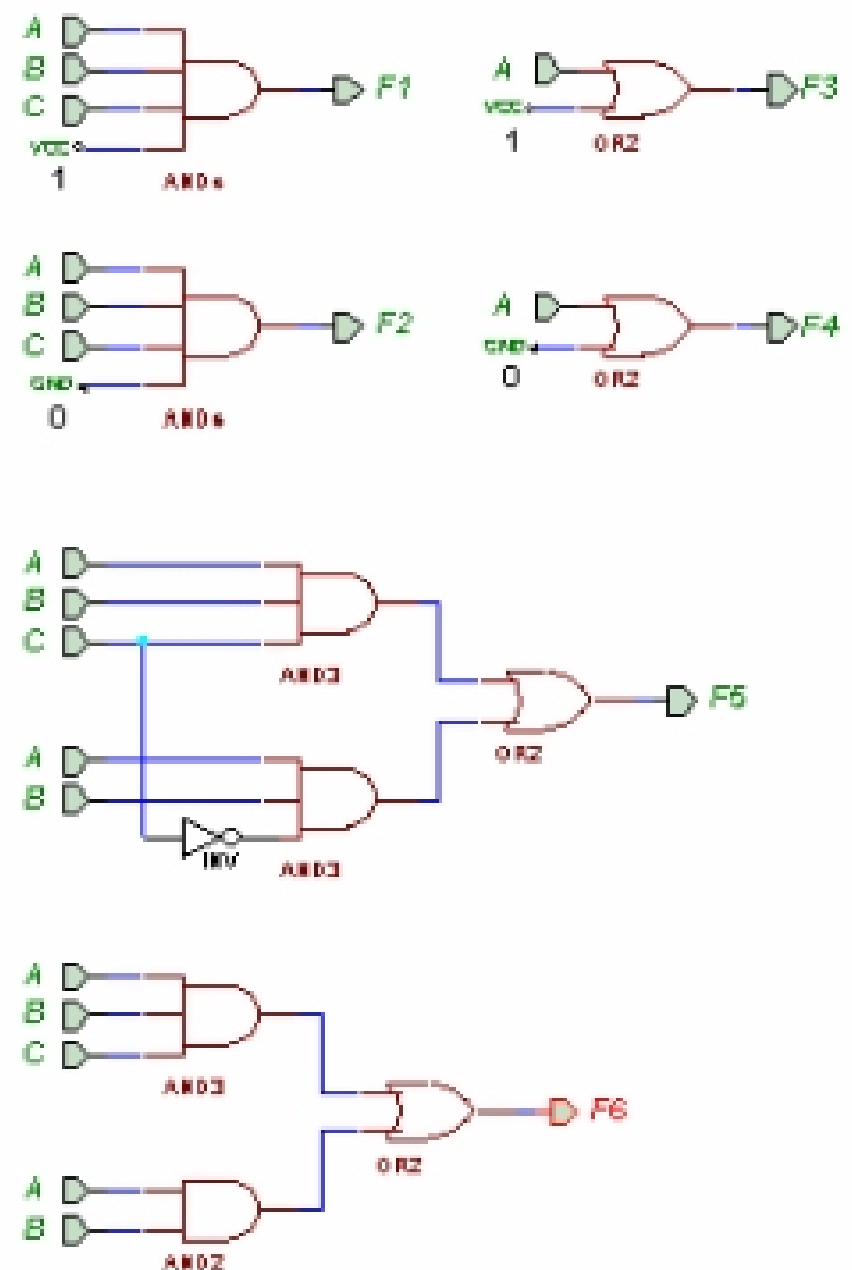 A
B
C
VCC
1
F1
AND4
A
VCC
1
F3
OR2
A
B
C
GND
0
F2
AND4
A
GND
0
F4
OR2
A
B
C
AND3
A
B
INV
AND3
OR2
F5
A
B
C
AND3
A
B
AND2
OR2
F6